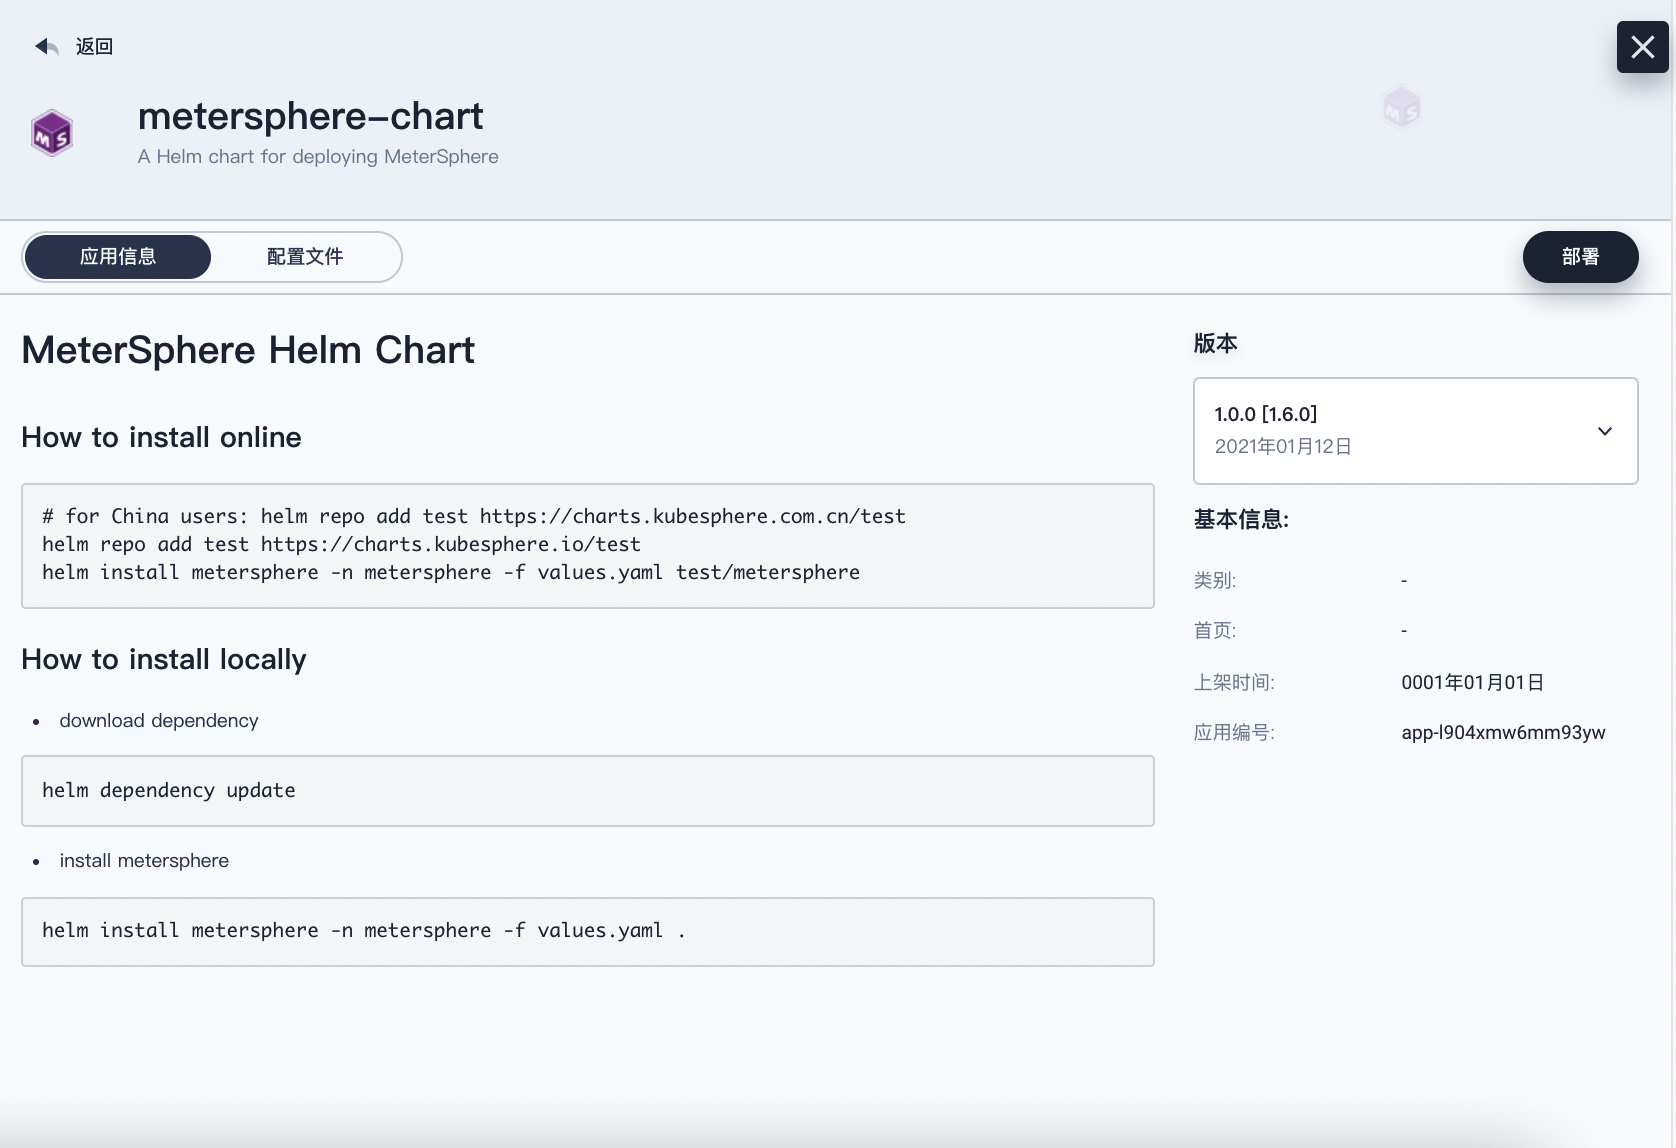 返回
MS
metersphere-chart
A Helm chart for deploying MeterSphere
MS
应用信息
配置文件
部署
MeterSphere Helm Chart
How to install online
# for China users: helm repo add test https://charts.kubesphere.com.cn/test
helm repo add test https://charts.kubesphere.io/test
helm install metersphere -n metersphere -f values.yaml test/metersphere
How to install locally
• download dependency
helm dependency update
• install metersphere
helm install metersphere -n metersphere -f values.yaml .
版本
1.0.0 [1.6.0]
2021年01月12日
基本信息:
类别: -
首页: -
上架时间: 0001年01月01日
应用编号: app-l904xmw6mm93yw